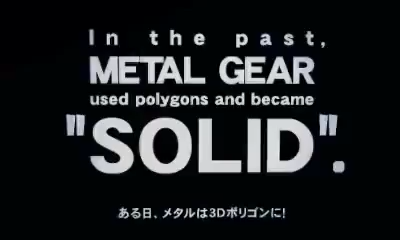 In the past,
METAL GEAR
used polygons and became
"SOLID".
ある日、メタルは3Dポリゴンに!